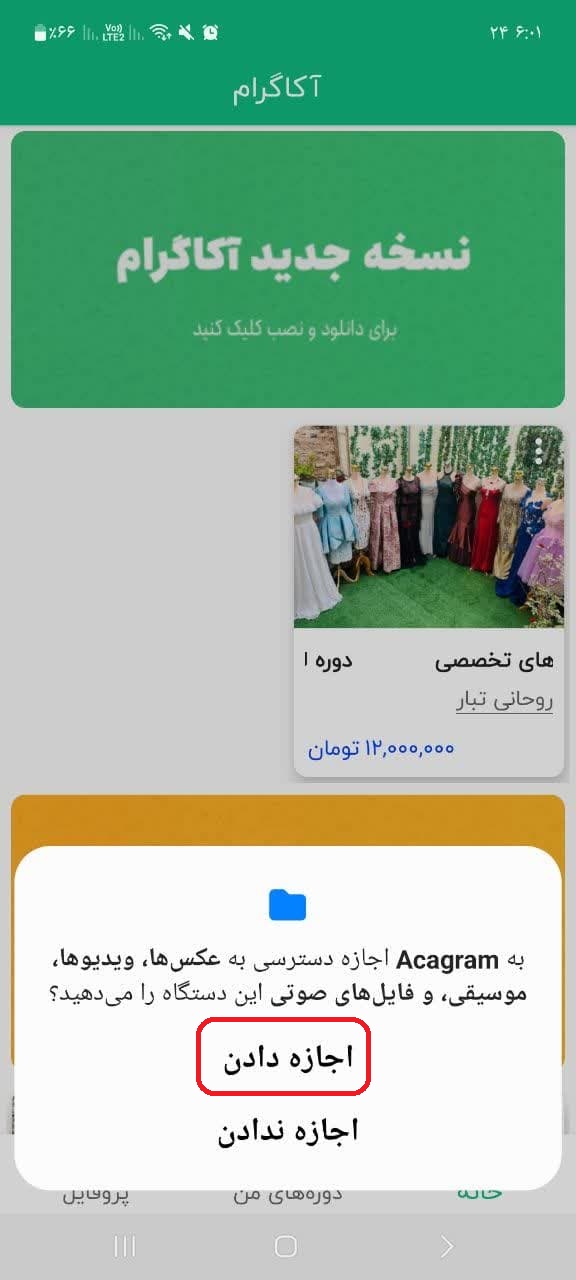 ٪۶۶ Vo)) LTE2 ۶:۰۱ ۲۴
آکاگرام
نسخه جدید آکاگرام
برای دانلود و نصب کلیک کنید
های تخصصی دوره ا
روحانی تبار
۱۲,۰۰۰,۰۰۰ تومان
به Acagram اجازه دسترسی به عکس‌ها، ویدیوها،
موسیقی، و فایل‌های صوتی این دستگاه را می‌دهید؟
اجازه دادن
اجازه ندادن
خانه دوره‌های من پروفایل